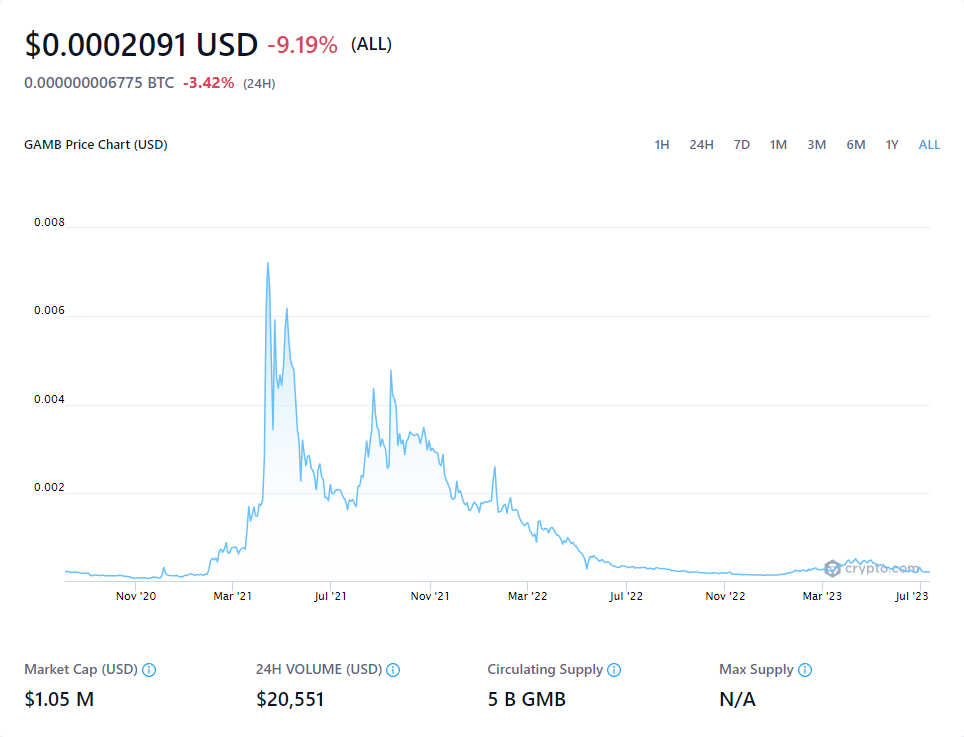 $0.0002091 USD -9.19% (ALL)
0.000000006775 BTC -3.42% (24H)
GAMB Price Chart (USD) 1H 24H 7D 1M 3M 6M 1Y ALL
0.008
0.006
0.004
0.002
crypto.com
Nov '20 Mar '21 Jul '21 Nov '21 Mar '22 Jul '22 Nov '22 Mar '23 Jul '23
Market Cap (USD) 24H VOLUME (USD) Circulating Supply Max Supply
$1.05 M $20,551 5 B GMB N/A